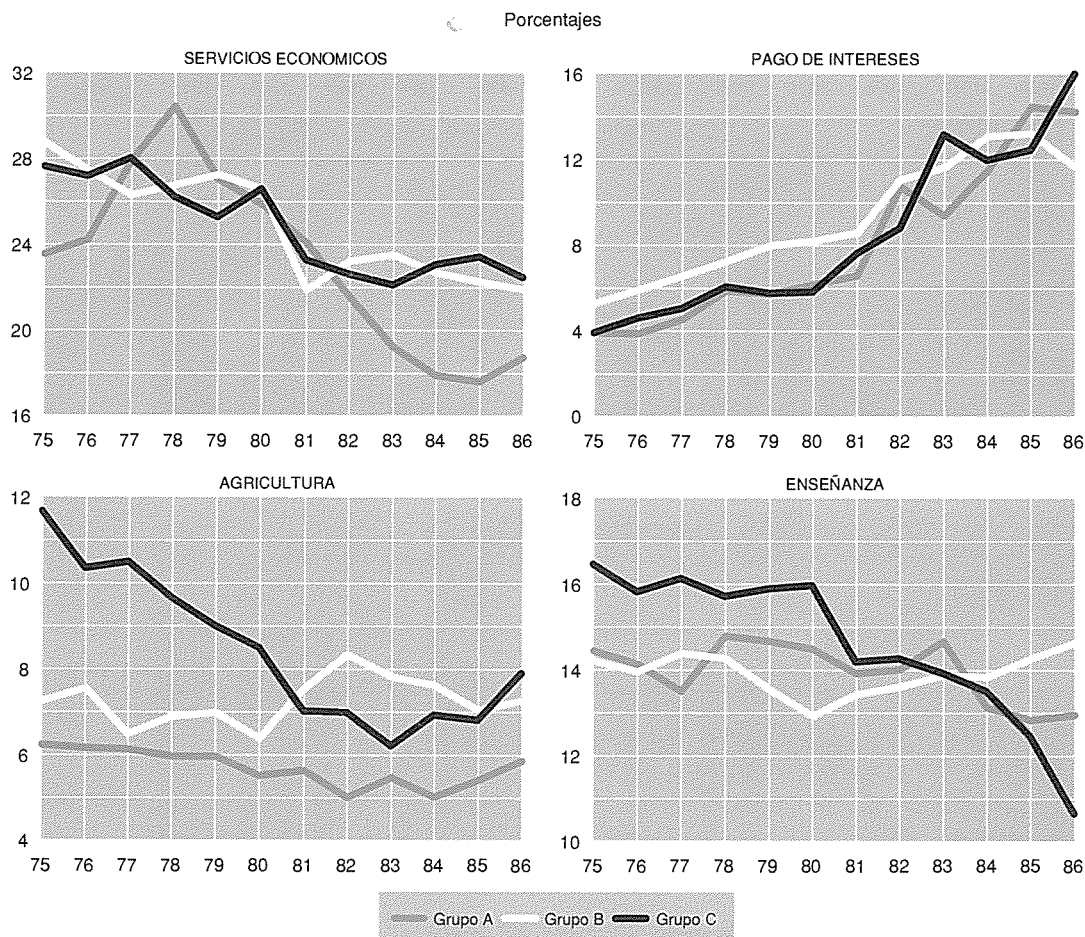 Porcentajes
SERVICIOS ECONOMICOS
32
28
24
20
16
75 76 77 78 79 80 81 82 83 84 85 86
PAGO DE INTERESES
16
12
8
4
0
75 76 77 78 79 80 81 82 83 84 85 86
AGRICULTURA
12
10
8
6
4
75 76 77 78 79 80 81 82 83 84 85 86
ENSEÑANZA
18
16
14
12
10
75 76 77 78 79 80 81 82 83 84 85 86
Grupo A Grupo B Grupo C